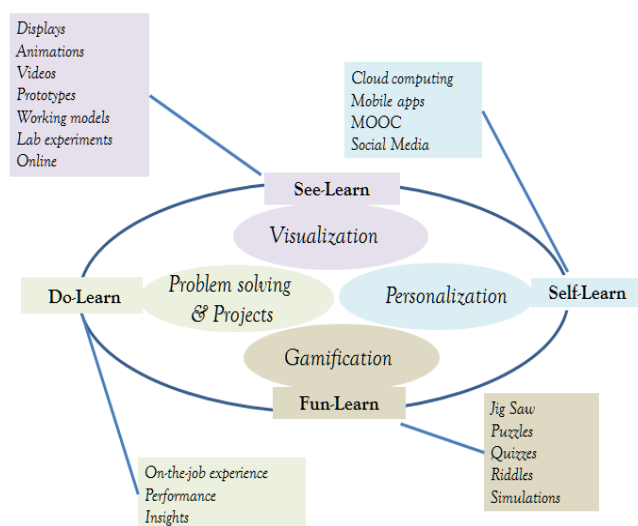 Displays
Animations
Videos
Prototypes
Working models
Lab experiments
Online
Cloud computing
Mobile apps
MOOC
Social Media
See-Learn
Visualization
Do-Learn
Problem solving
& Projects
Personalization
Self-Learn
Gamification
Fun-Learn
Jig Saw
Puzzles
Quizzes
Riddles
Simulations
On-the-job experience
Performance
Insights